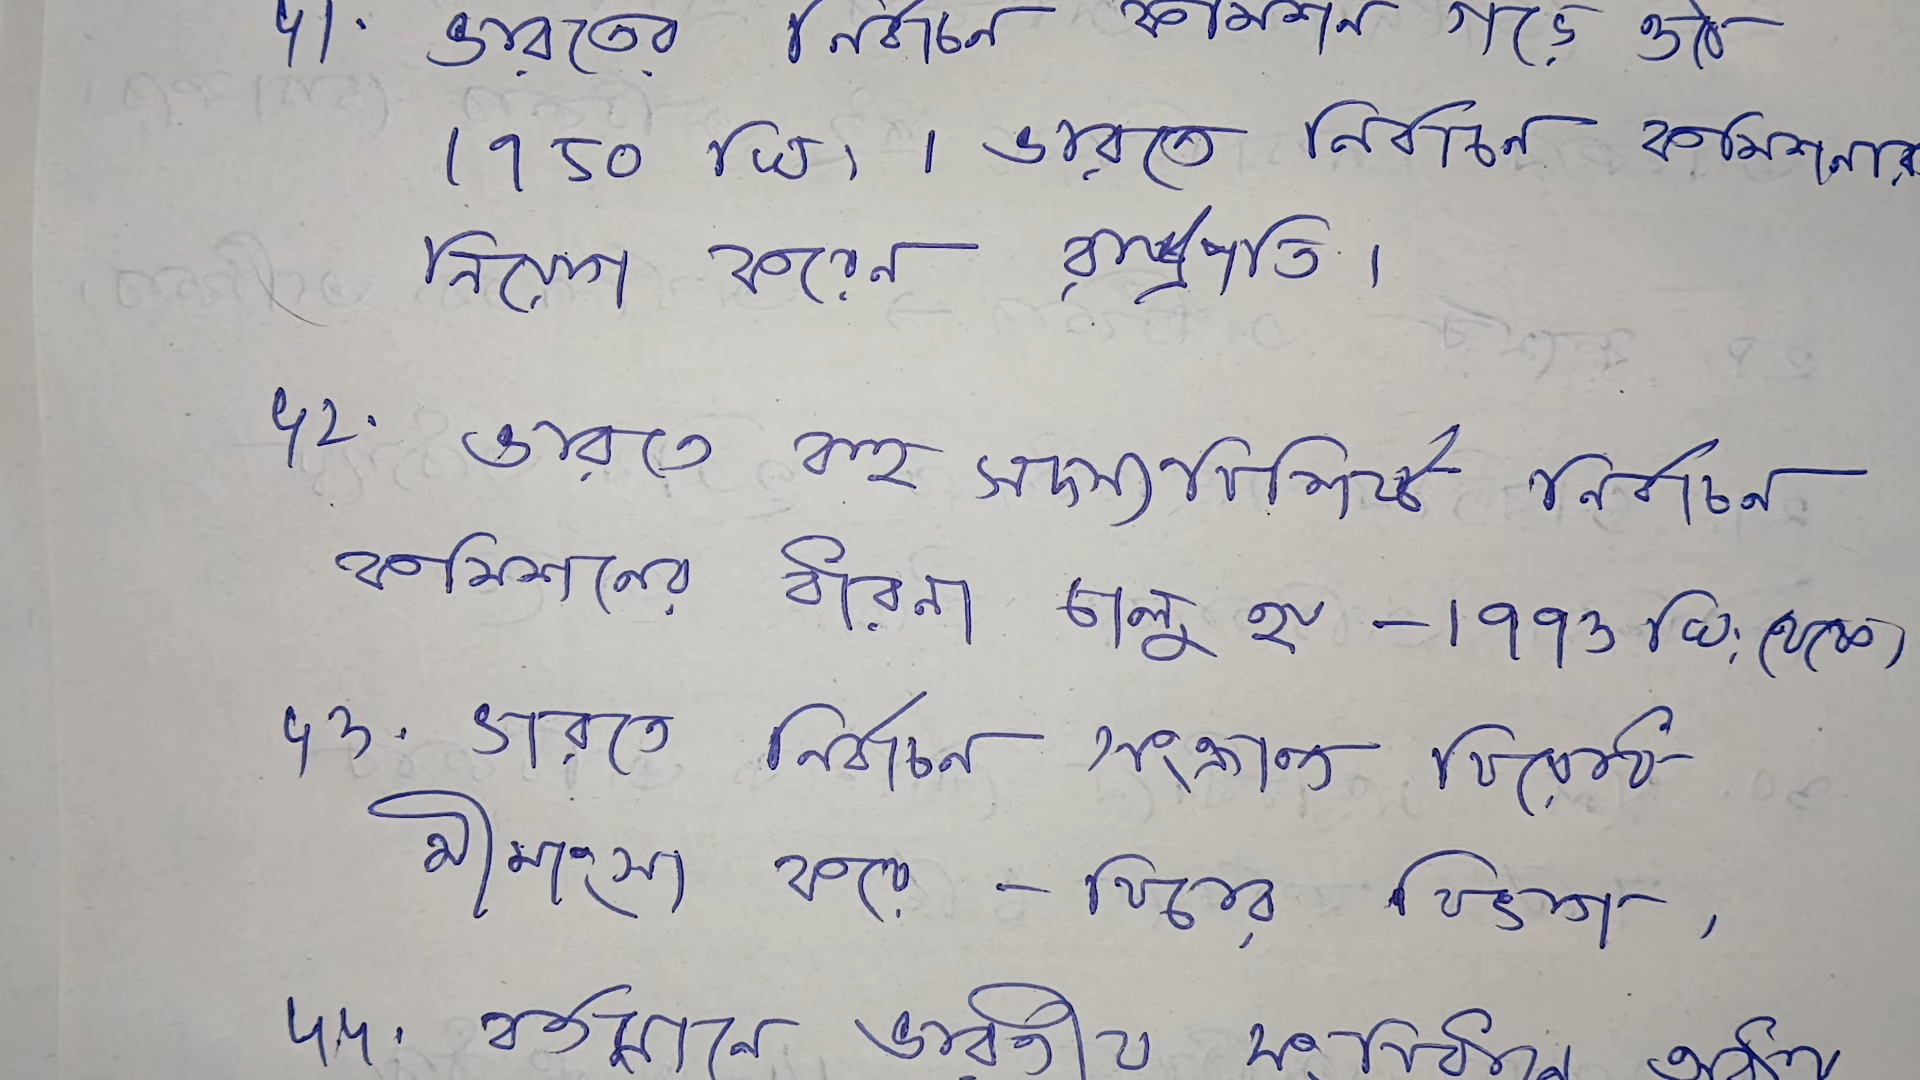 41. ভারতের নির্বাচন কমিশন গড়ে ওঠে
1950 খ্রি. । ভারতে নির্বাচন কমিশনার
নিয়োগ করেন রাষ্ট্রপতি ।
42. ভারতে বহু সদস্যবিশিষ্ট নির্বাচন
কমিশনের ধারনা চালু হয় - 1993 খ্রি. থেকে।
43. ভারতে নির্বাচন সংক্রান্ত বিরোধ
মীমাংসা করে - বিচার বিভাগ ।
44. বর্তমানে ভারতীয় সংবিধানে